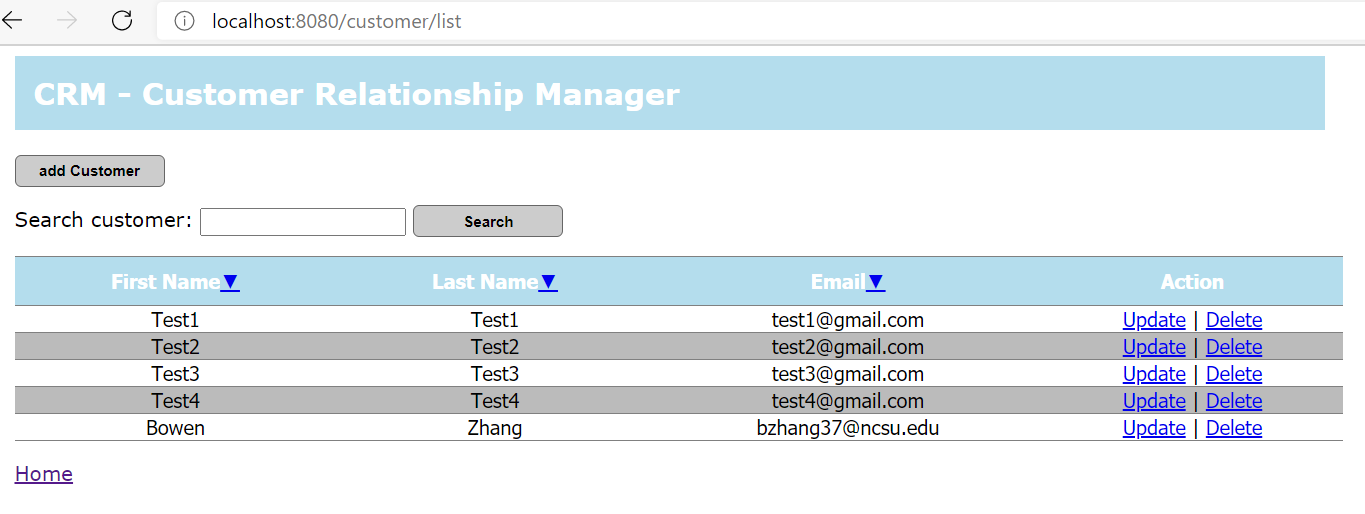 localhost:8080/customer/list
CRM - Customer Relationship Manager
add Customer
Search customer: Search
First Name▼ Last Name▼ Email▼ Action
Test1 Test1 test1@gmail.com Update | Delete
Test2 Test2 test2@gmail.com Update | Delete
Test3 Test3 test3@gmail.com Update | Delete
Test4 Test4 test4@gmail.com Update | Delete
Bowen Zhang bzhang37@ncsu.edu Update | Delete
Home